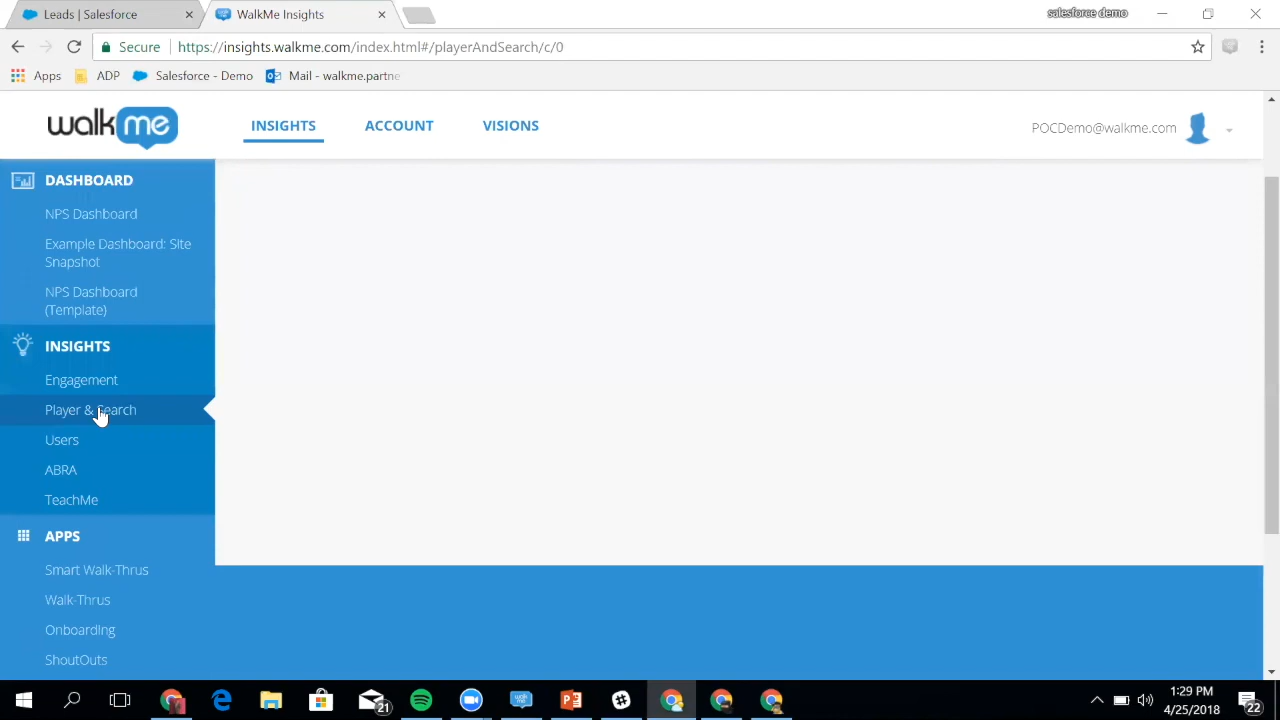 Leads | Salesforce
WalkMe Insights
salesforce demo
Secure https://insights.walkme.com/index.html#/playerAndSearch/c/0
Apps ADP Salesforce - Demo Mail - walkme.partne
walkme
INSIGHTS ACCOUNT VISIONS
POCDemo@walkme.com
DASHBOARD
NPS Dashboard
Example Dashboard: Site
Snapshot
NPS Dashboard
(Template)
INSIGHTS
Engagement
Player & Search
Users
ABRA
TeachMe
APPS
Smart Walk-Thrus
Walk-Thrus
Onboarding
ShoutOuts
21
walkme
1:29 PM
4/25/2018
22